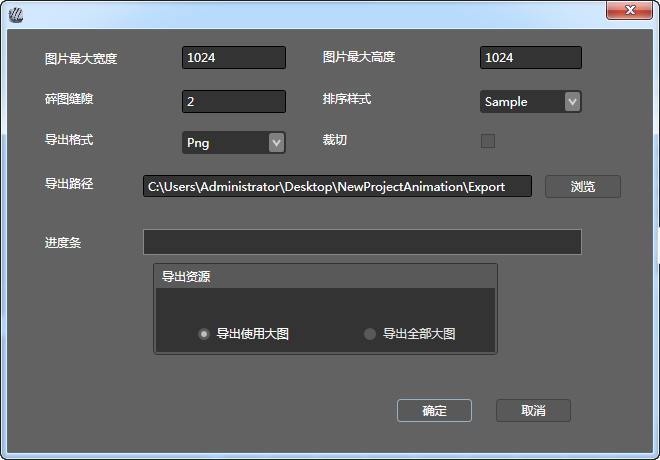 图片最大宽度 1024 图片最大高度 1024
碎图缝隙 2 排序样式 Sample
导出格式 Png 裁切
导出路径 C:\Users\Administrator\Desktop\NewProjectAnimation\Export 浏览
进度条
导出资源
导出使用大图 导出全部大图
确定 取消